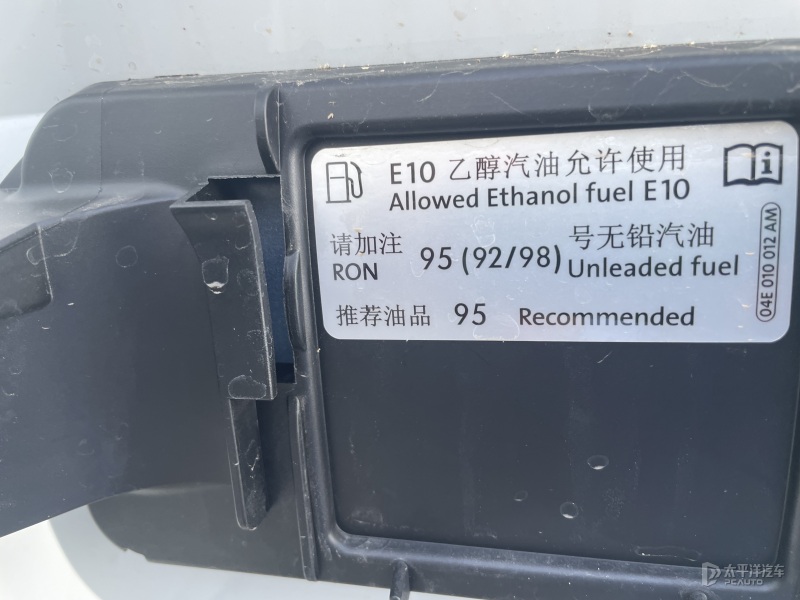 E10 乙醇汽油允许使用
Allowed Ethanol fuel E10
请加注 95 (92/98) 号无铅汽油
RON Unleaded fuel
推荐油品 95 Recommended
04E 010 012 AM
太平洋汽车
PCAUTO